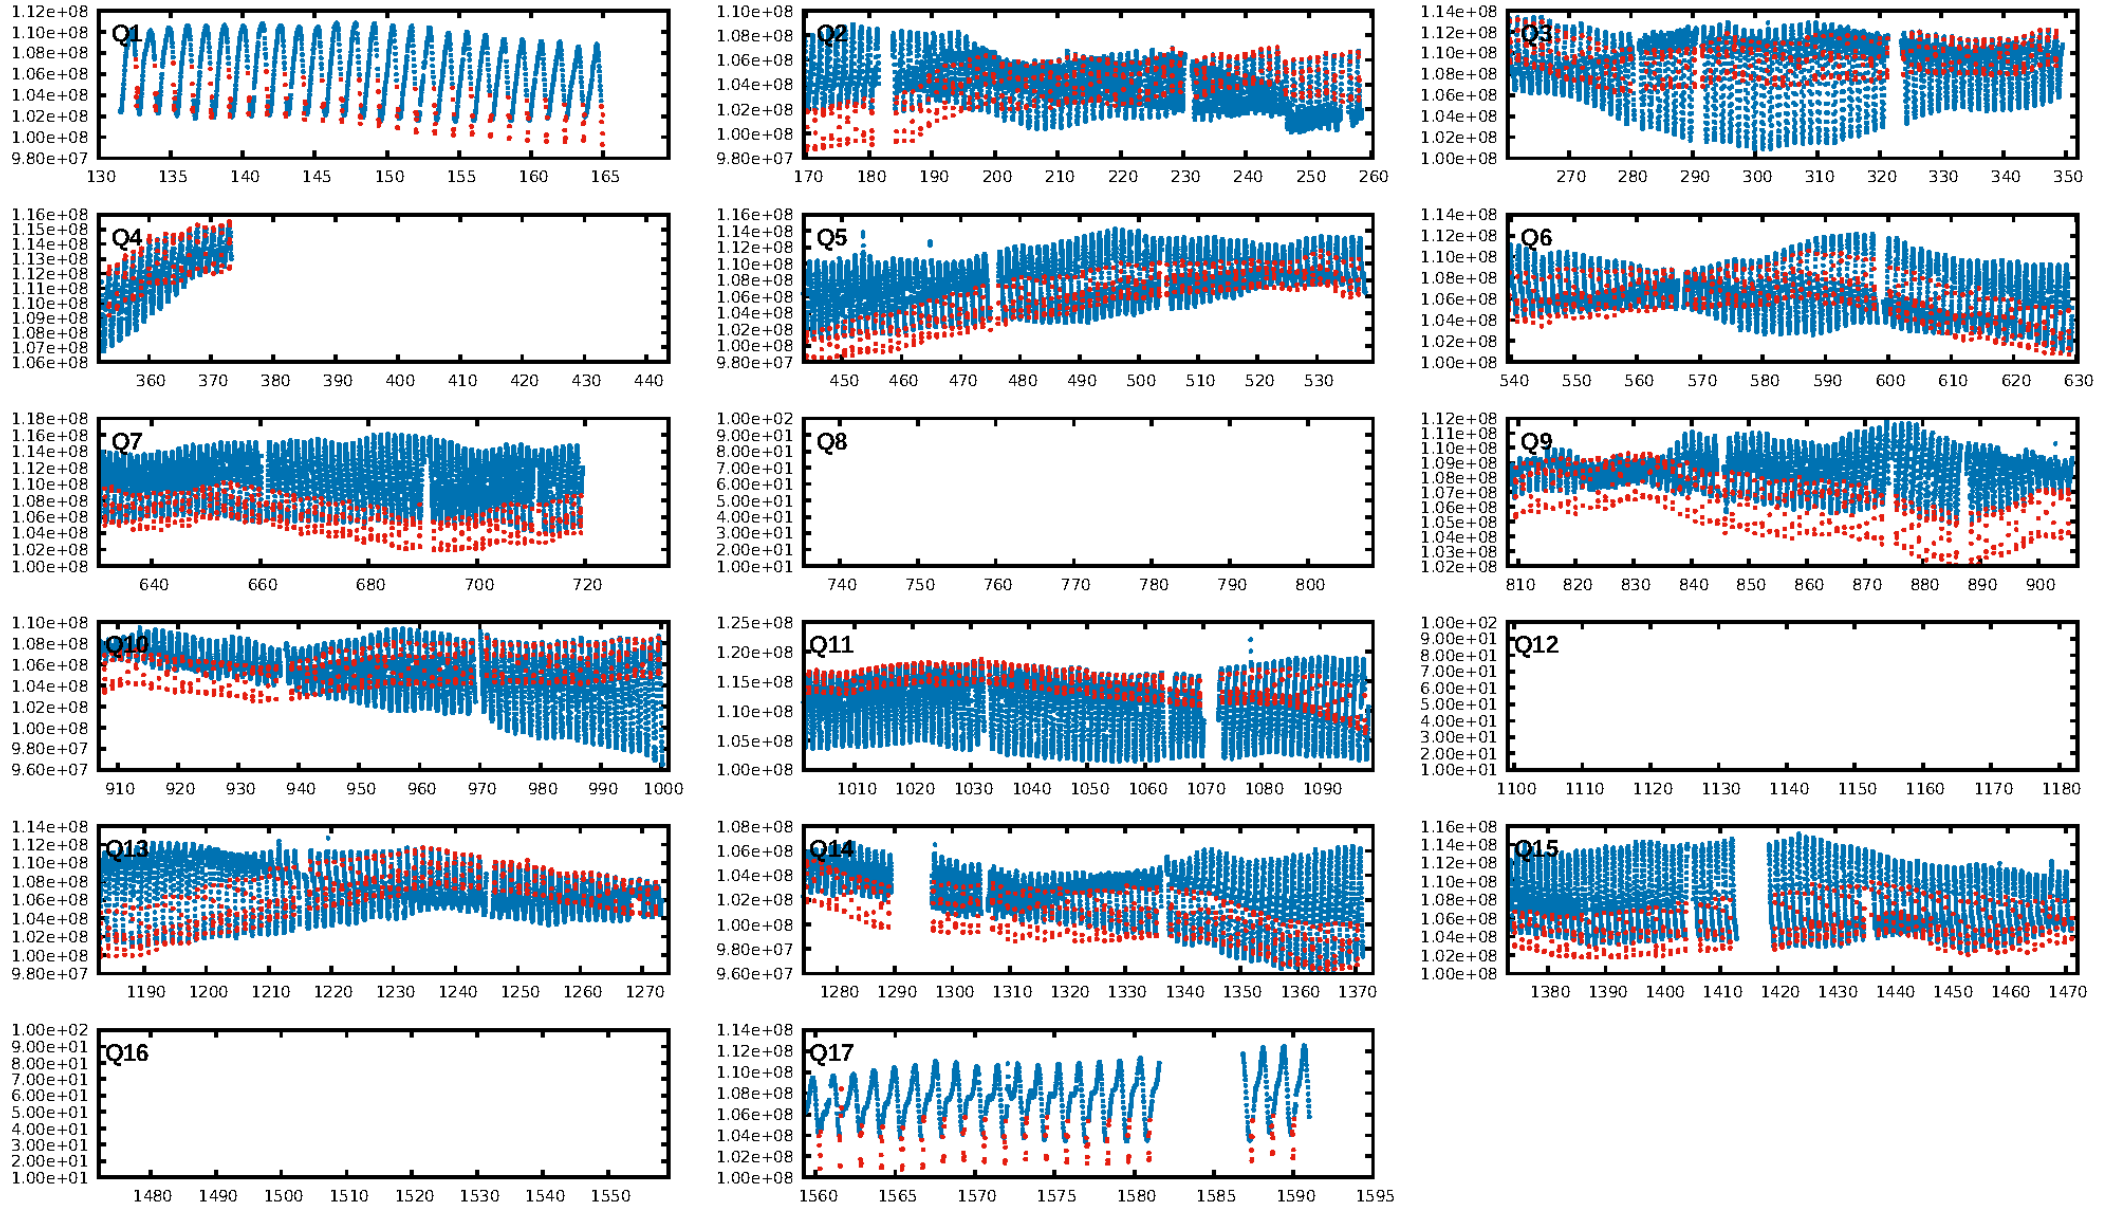 1.12e+08 1.10e+08 1.08e+08 1.06e+08 1.04e+08 1.02e+08 1.00e+08 9.80e+07
Q1
130 135 140 145 150 155 160 165
1.10e+08 1.08e+08 1.06e+08 1.04e+08 1.02e+08 1.00e+08 9.80e+07
Q2
170 180 190 200 210 220 230 240 250 260
1.14e+08 1.12e+08 1.10e+08 1.08e+08 1.06e+08 1.04e+08 1.02e+08 1.00e+08
Q3
270 280 290 300 310 320 330 340 350
1.16e+08 1.15e+08 1.14e+08 1.13e+08 1.12e+08 1.11e+08 1.10e+08 1.09e+08 1.08e+08 1.07e+08 1.06e+08
Q4
360 370 380 390 400 410 420 430 440
1.16e+08 1.14e+08 1.12e+08 1.10e+08 1.08e+08 1.06e+08 1.04e+08 1.02e+08 1.00e+08 9.80e+07
Q5
450 460 470 480 490 500 510 520 530
1.14e+08 1.12e+08 1.10e+08 1.08e+08 1.06e+08 1.04e+08 1.02e+08 1.00e+08
Q6
540 550 560 570 580 590 600 610 620 630
1.18e+08 1.16e+08 1.14e+08 1.12e+08 1.10e+08 1.08e+08 1.06e+08 1.04e+08 1.02e+08 1.00e+08
Q7
640 660 680 700 720
1.00e+02 9.00e+01 8.00e+01 7.00e+01 6.00e+01 5.00e+01 4.00e+01 3.00e+01 2.00e+01 1.00e+01
Q8
740 750 760 770 780 790 800
1.12e+08 1.11e+08 1.10e+08 1.09e+08 1.08e+08 1.07e+08 1.06e+08 1.05e+08 1.04e+08 1.03e+08 1.02e+08
Q9
810 820 830 840 850 860 870 880 890 900
1.10e+08 1.08e+08 1.06e+08 1.04e+08 1.02e+08 1.00e+08 9.80e+07 9.60e+07
Q10
910 920 930 940 950 960 970 980 990 1000
1.25e+08 1.20e+08 1.15e+08 1.10e+08 1.05e+08 1.00e+08
Q11
1010 1020 1030 1040 1050 1060 1070 1080 1090
1.00e+02 9.00e+01 8.00e+01 7.00e+01 6.00e+01 5.00e+01 4.00e+01 3.00e+01 2.00e+01 1.00e+01
Q12
1100 1110 1120 1130 1140 1150 1160 1170 1180
1.14e+08 1.12e+08 1.10e+08 1.08e+08 1.06e+08 1.04e+08 1.02e+08 1.00e+08 9.80e+07
Q13
1190 1200 1210 1220 1230 1240 1250 1260 1270
1.08e+08 1.06e+08 1.04e+08 1.02e+08 1.00e+08 9.80e+07 9.60e+07
Q14
1280 1290 1300 1310 1320 1330 1340 1350 1360 1370
1.16e+08 1.14e+08 1.12e+08 1.10e+08 1.08e+08 1.06e+08 1.04e+08 1.02e+08 1.00e+08
Q15
1380 1390 1400 1410 1420 1430 1440 1450 1460 1470
1.00e+02 9.00e+01 8.00e+01 7.00e+01 6.00e+01 5.00e+01 4.00e+01 3.00e+01 2.00e+01 1.00e+01
Q16
1480 1490 1500 1510 1520 1530 1540 1550
1.14e+08 1.12e+08 1.10e+08 1.08e+08 1.06e+08 1.04e+08 1.02e+08 1.00e+08
Q17
1560 1565 1570 1575 1580 1585 1590 1595